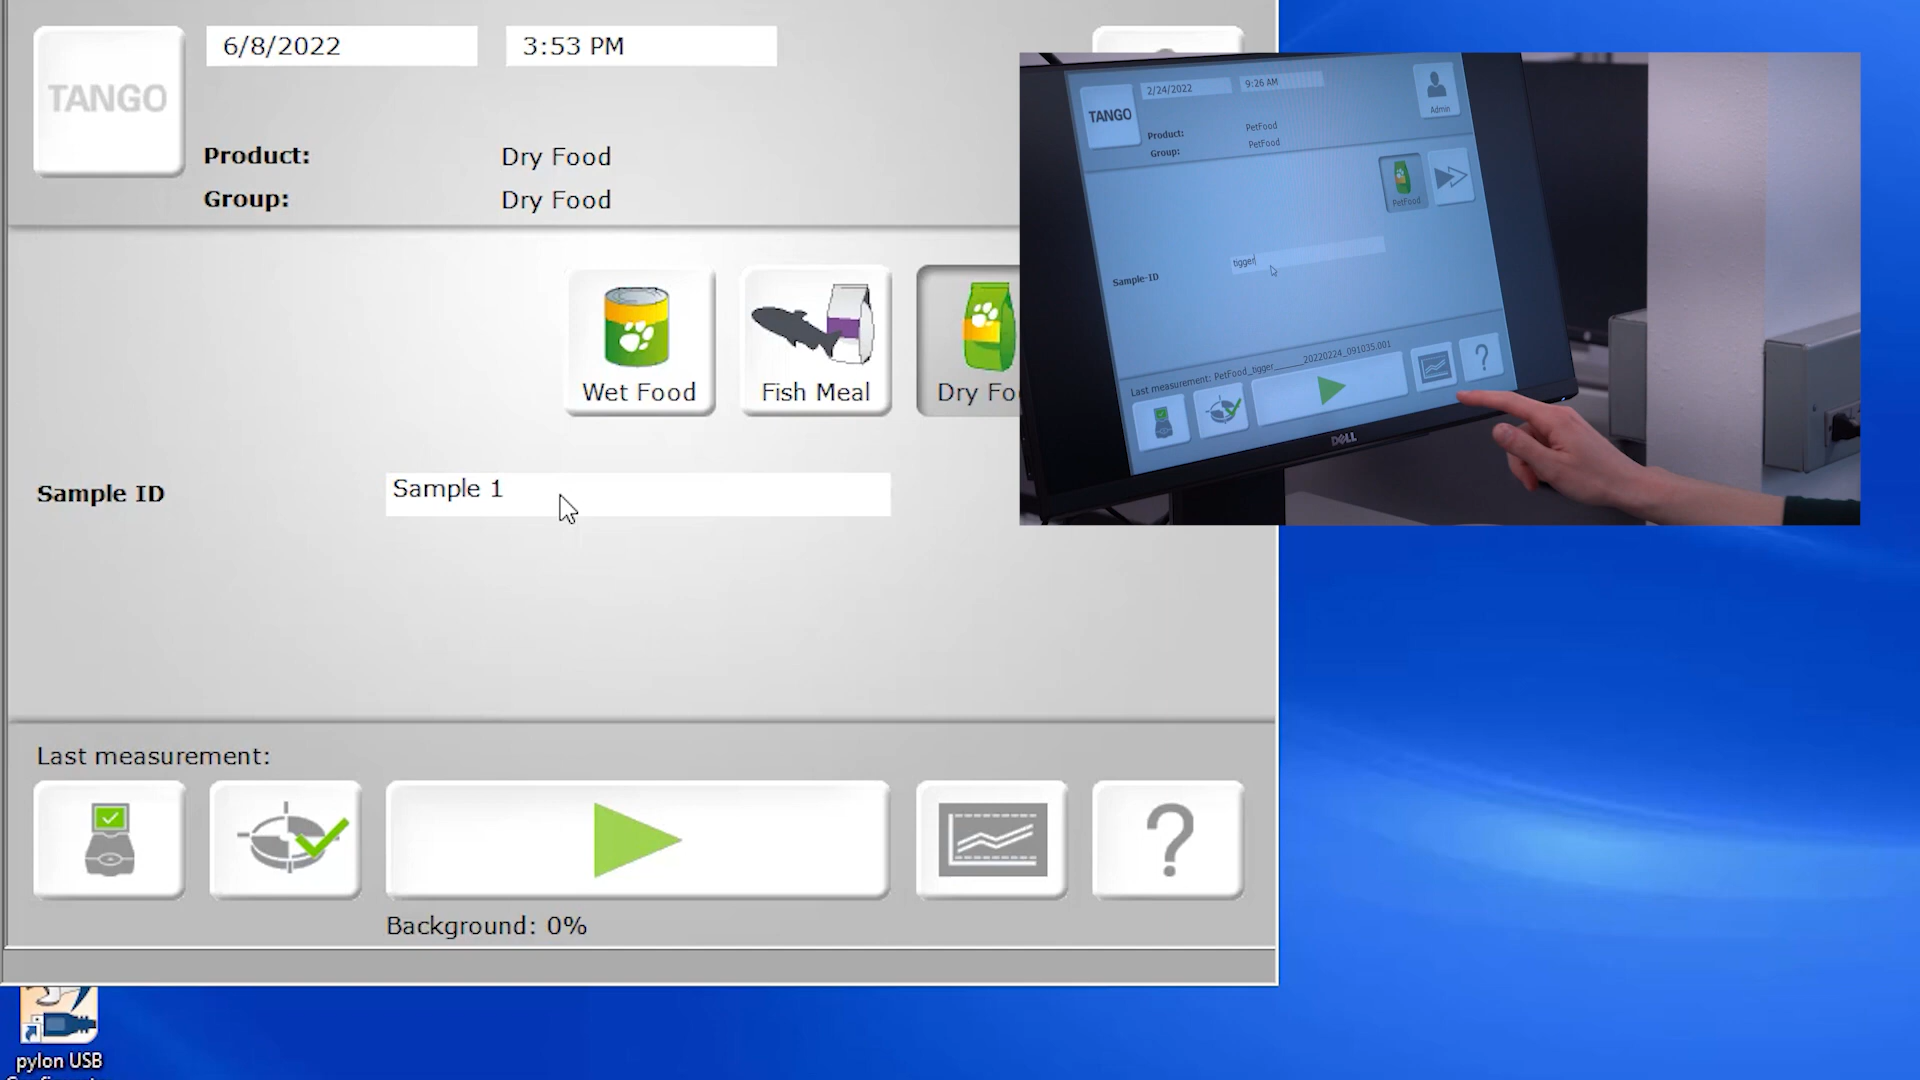 6/8/2022
3:53 PM
TANGO
Product: Dry Food
Group: Dry Food
Wet Food
Fish Meal
Dry Fo
Sample ID
Sample 1
Last measurement:
Background: 0%
pylon USB
2/24/2022
9:26 AM
TANGO
Admin
Product: PetFood
Group: PetFood
PetFood
Sample-ID
tigger
Last measurement: PetFood_tigger______20220224_091035.001
DELL